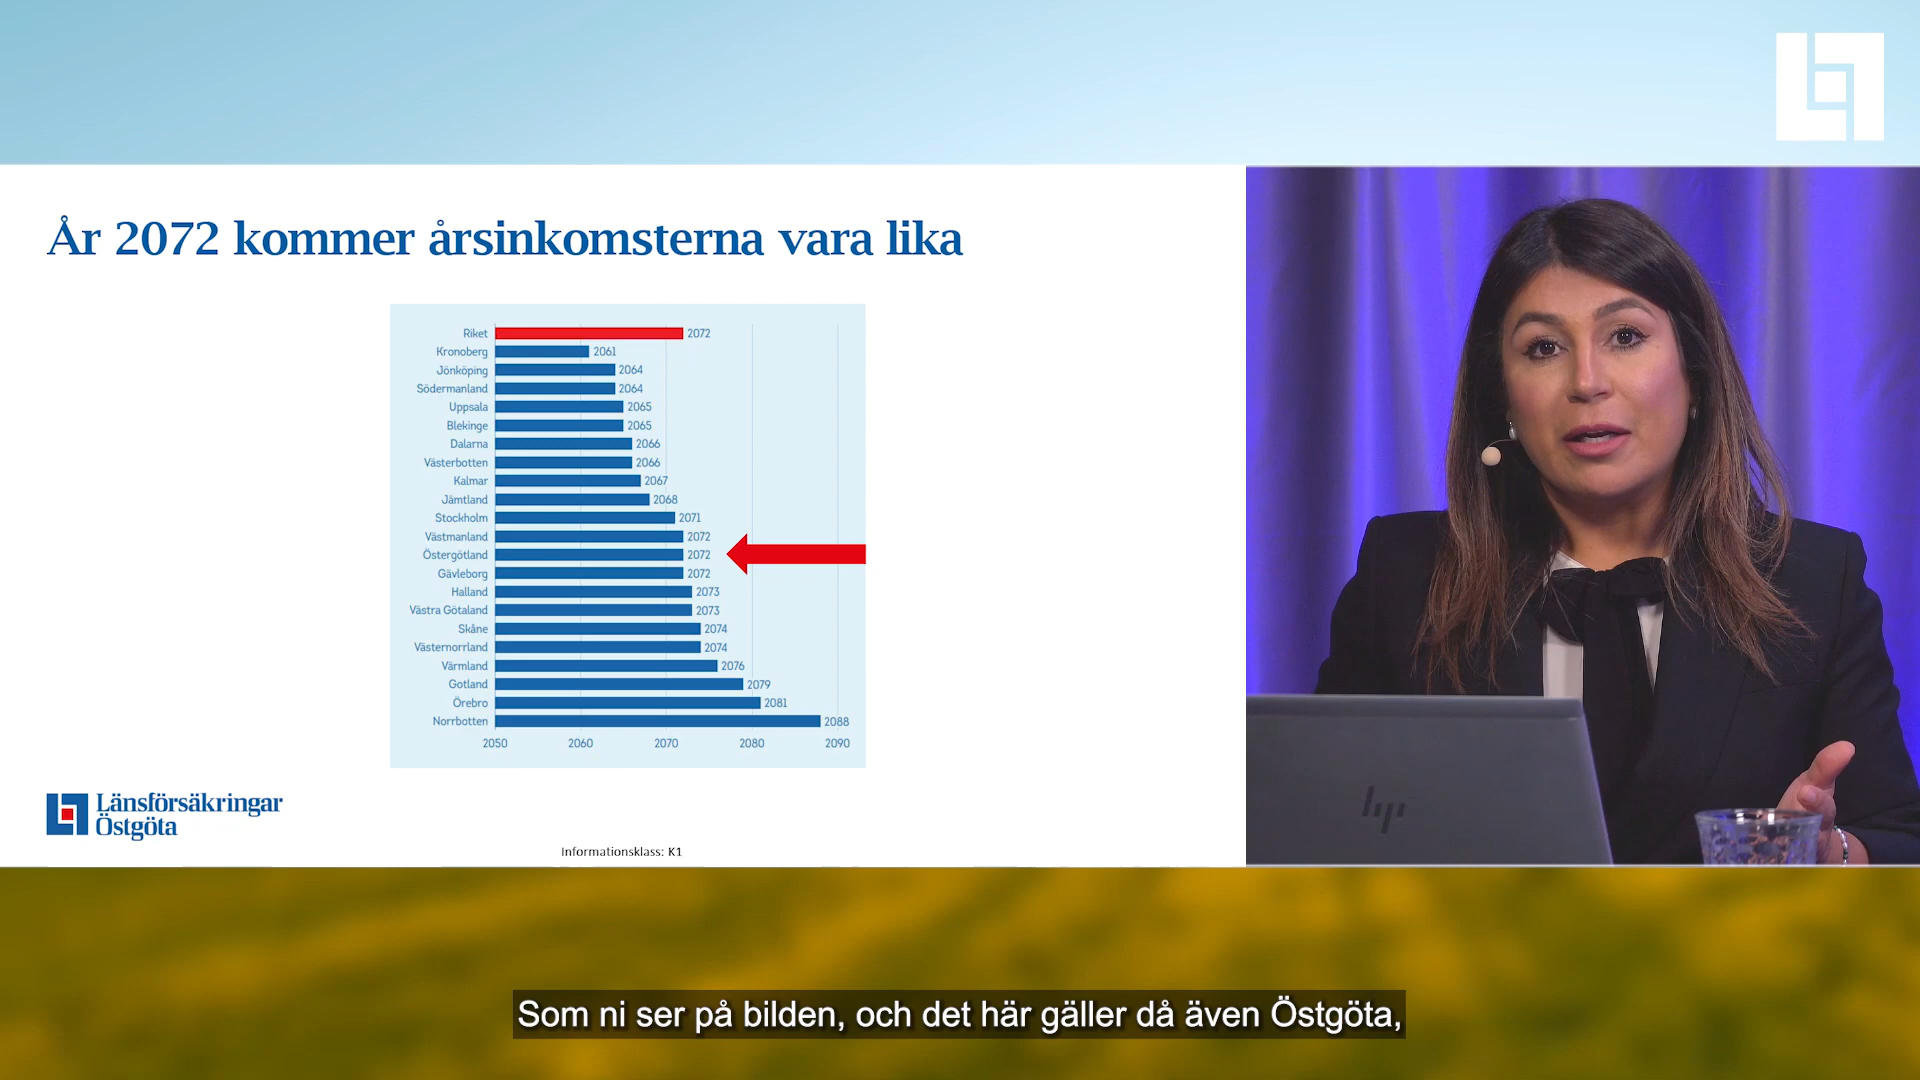 År 2072 kommer årsinkomsterna vara lika
Riket 2072
Kronoberg 2061
Jönköping 2064
Södermanland 2064
Uppsala 2065
Blekinge 2065
Dalarna 2066
Västerbotten 2066
Kalmar 2067
Jämtland 2068
Stockholm 2071
Västmanland 2072
Östergötland 2072
Gävleborg 2072
Halland 2073
Västra Götaland 2073
Skåne 2074
Västernorrland 2074
Värmland 2076
Gotland 2079
Örebro 2081
Norrbotten 2088
2050 2060 2070 2080 2090
Länsförsäkringar
Östgöta
Informationsklass: K1
hp
Som ni ser på bilden, och det här gäller då även Östgöta,